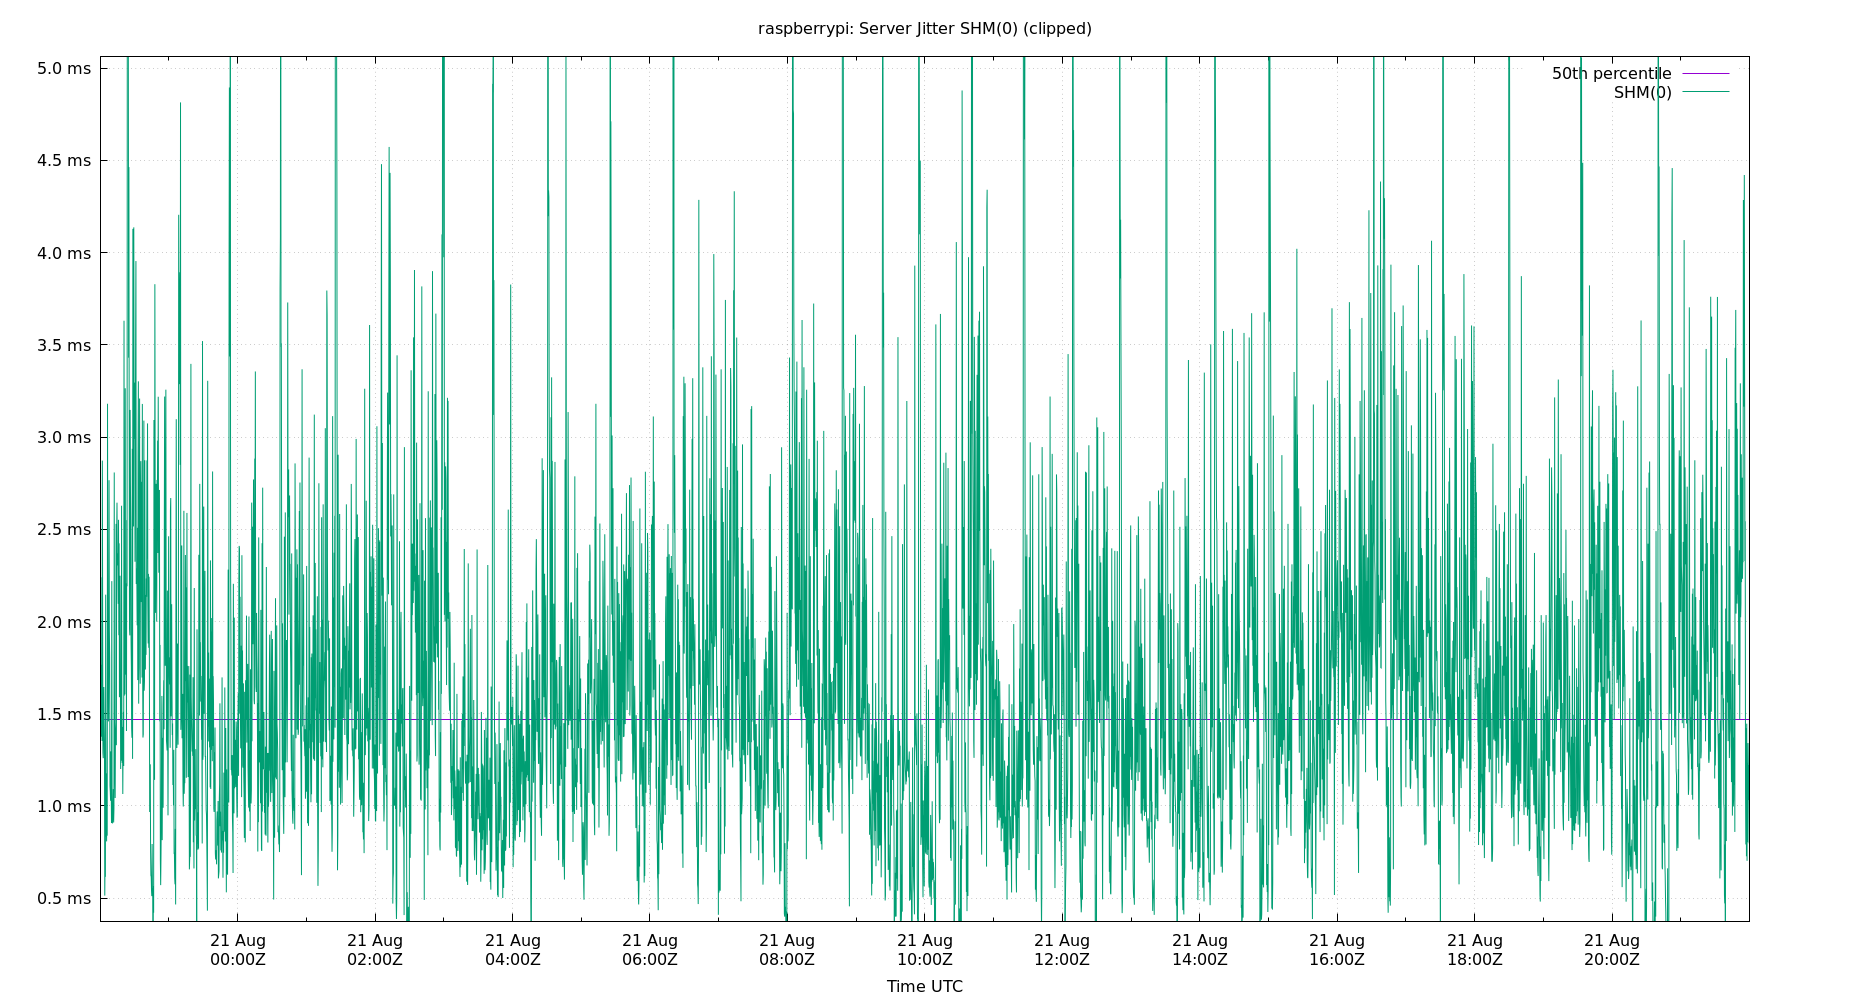 raspberrypi: Server Jitter SHM(0) (clipped)
5.0 ms
50th percentile
SHM(0)
4.5 ms
4.0 ms
3.5 ms
3.0 ms
2.5 ms
2.0 ms
1.5 ms
1.0 ms
0.5 ms
21 Aug 21 Aug 21 Aug 21 Aug 21 Aug 21 Aug 21 Aug 21 Aug 21 Aug 21 Aug 21 Aug
00:00Z 02:00Z 04:00Z 06:00Z 08:00Z 10:00Z 12:00Z 14:00Z 16:00Z 18:00Z 20:00Z
Time UTC